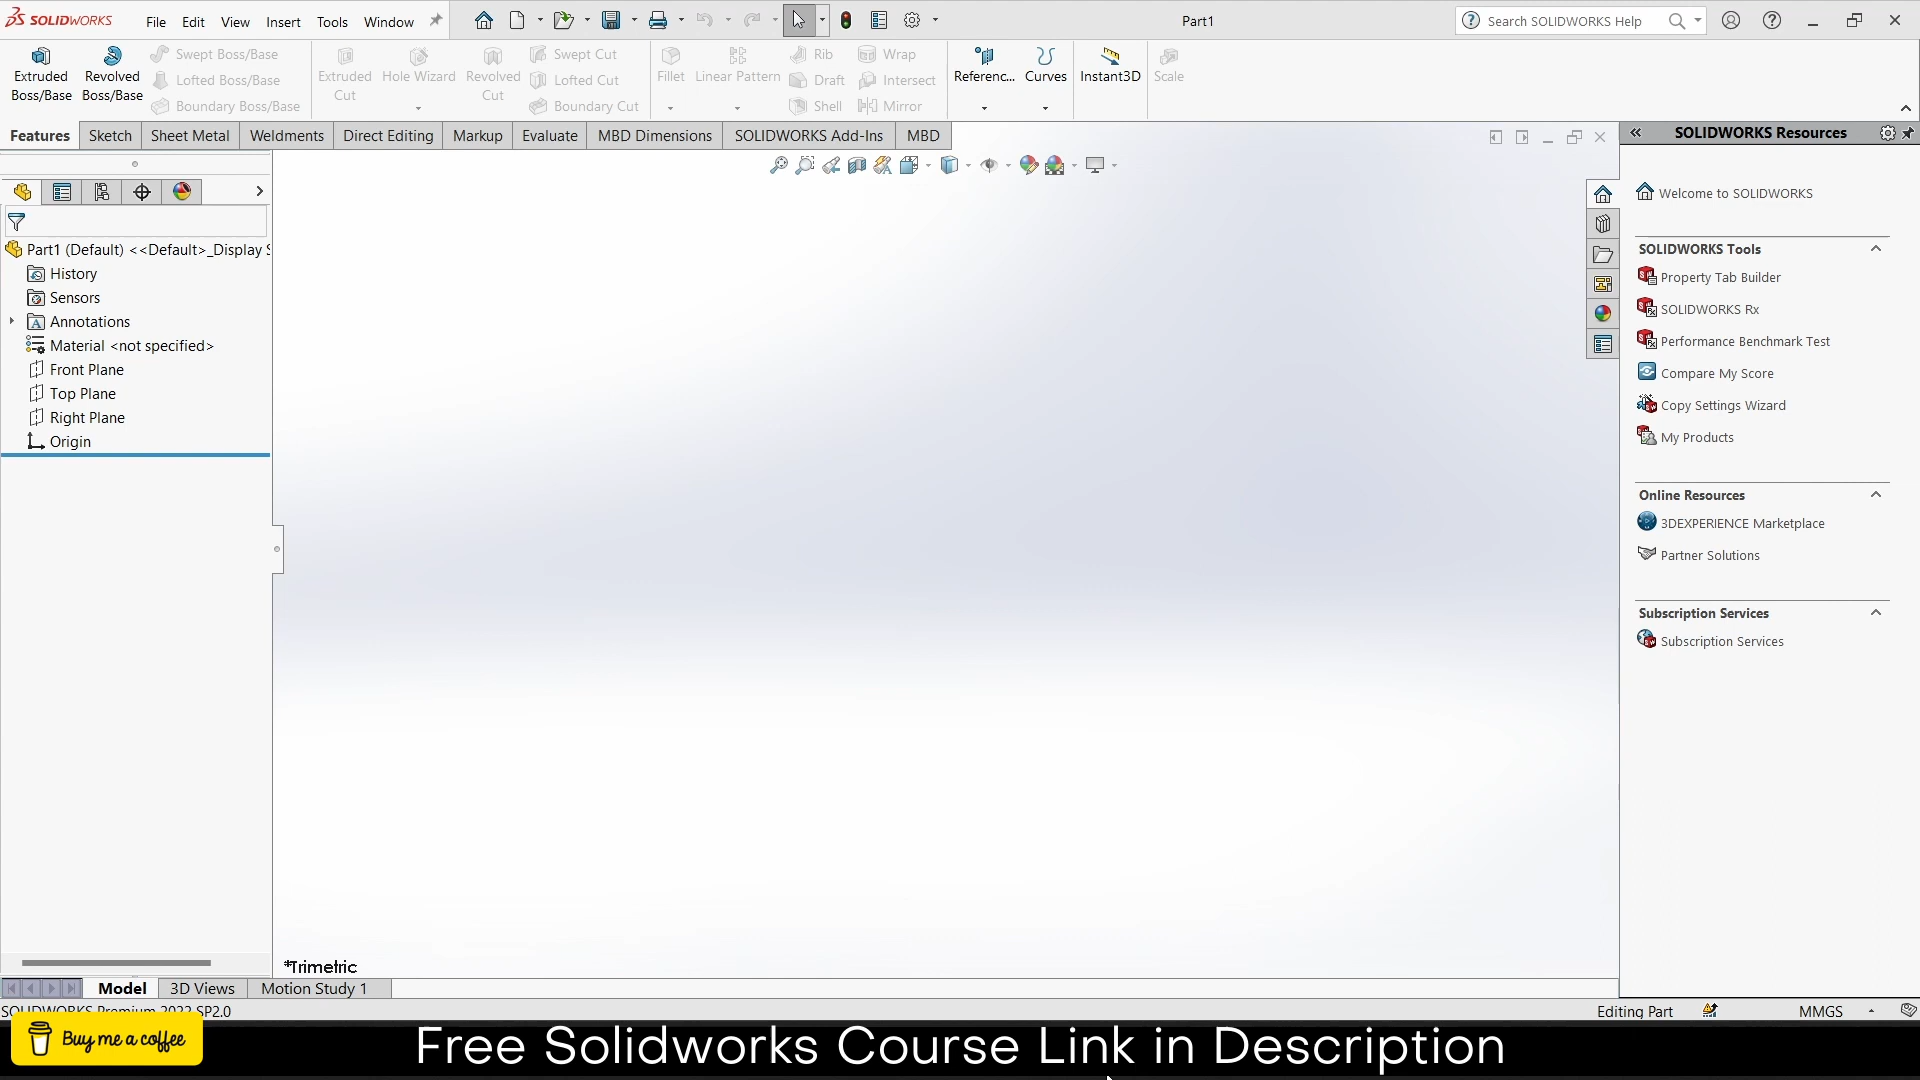 SOLIDWORKS
File Edit View Insert Tools Window
Part1
Search SOLIDWORKS Help
Extruded Boss/Base
Revolved Boss/Base
Swept Boss/Base
Lofted Boss/Base
Boundary Boss/Base
Extruded Cut
Hole Wizard
Revolved Cut
Swept Cut
Lofted Cut
Boundary Cut
Fillet
Linear Pattern
Rib
Draft
Shell
Wrap
Intersect
Mirror
Referenc...
Curves
Instant3D
Scale
Features Sketch Sheet Metal Weldments Direct Editing Markup Evaluate MBD Dimensions SOLIDWORKS Add-Ins MBD
Part1 (Default) <<Default>_Display S
History
Sensors
Annotations
Material <not specified>
Front Plane
Top Plane
Right Plane
Origin
*Trimetric
SOLIDWORKS Resources
Welcome to SOLIDWORKS
SOLIDWORKS Tools
Property Tab Builder
SOLIDWORKS Rx
Performance Benchmark Test
Compare My Score
Copy Settings Wizard
My Products
Online Resources
3DEXPERIENCE Marketplace
Partner Solutions
Subscription Services
Subscription Services
Model 3D Views Motion Study 1
SOLIDWORKS Premium 2022 SP2.0
Editing Part
MMGS
Buy me a coffee
Free Solidworks Course Link in Description